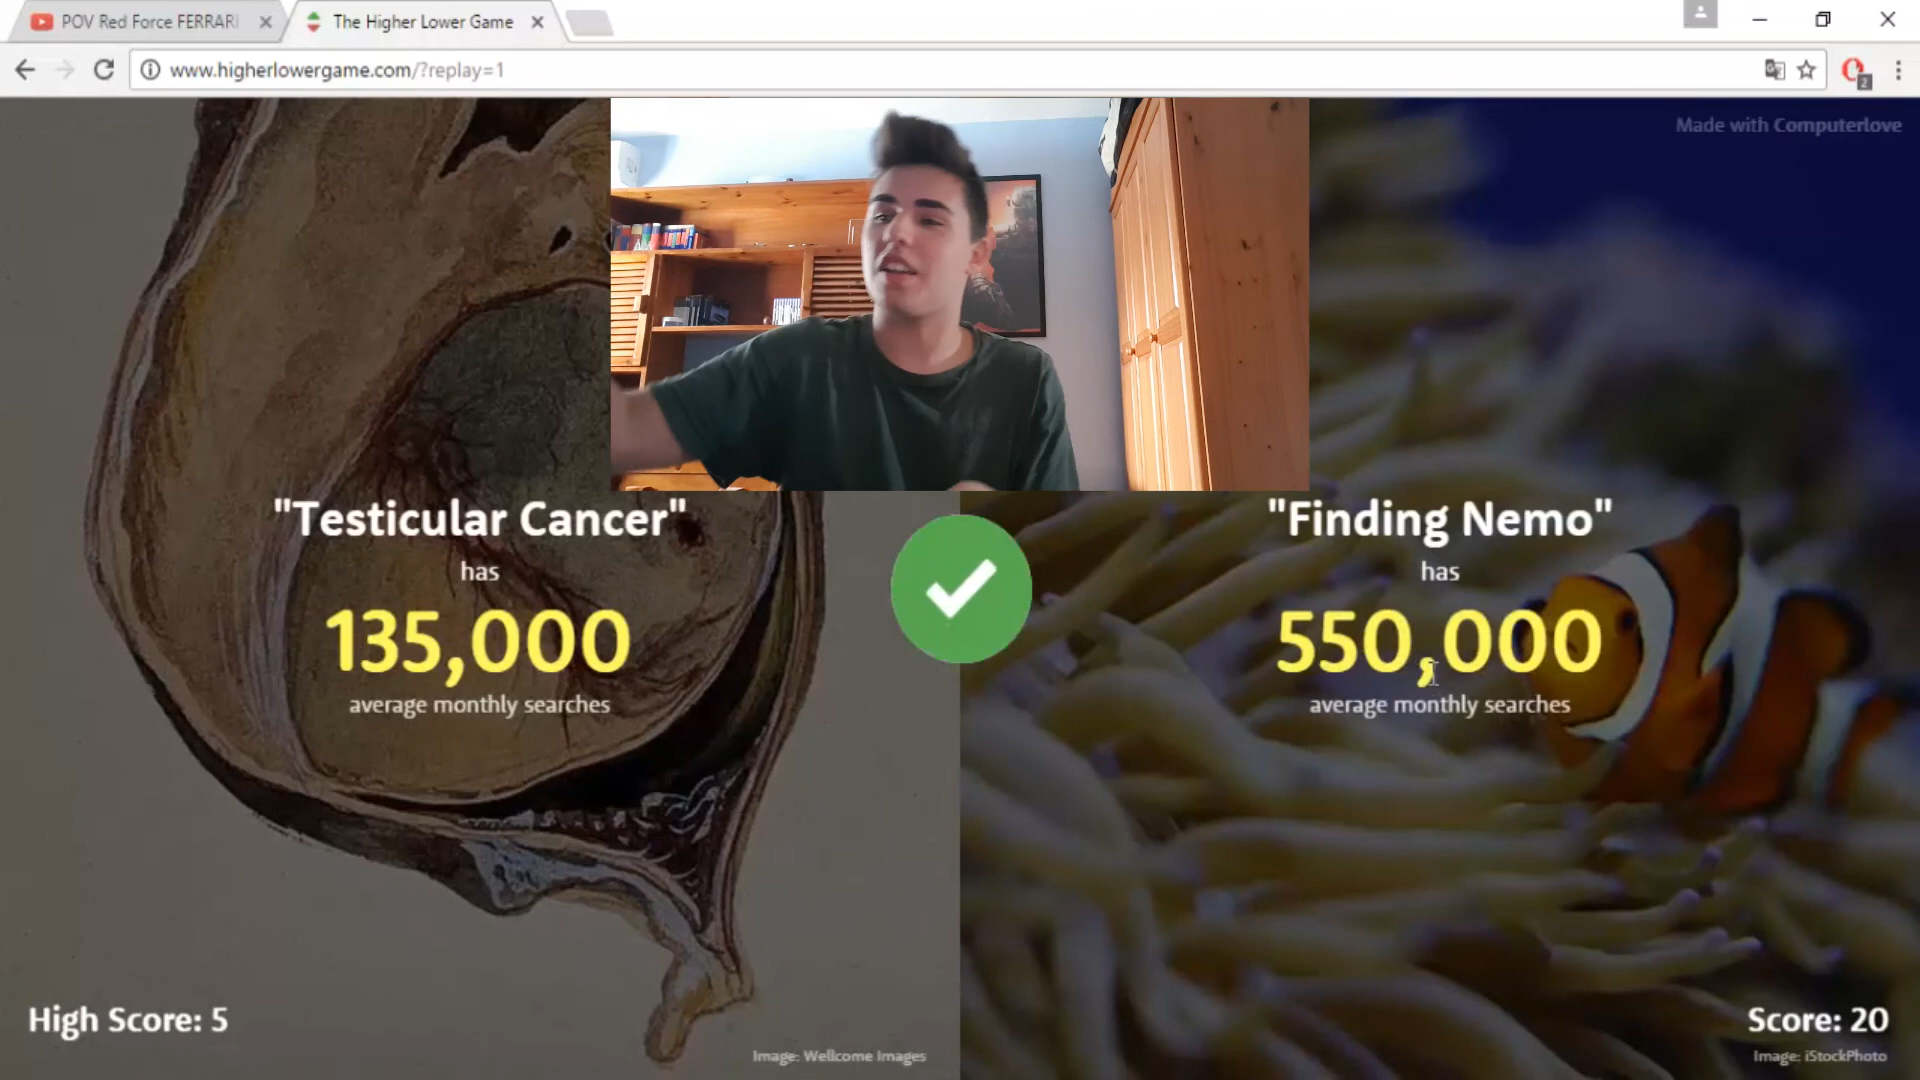 POV Red Force FERRARI
The Higher Lower Game
www.higherlowergame.com/?replay=1
2
Made with Computerlove
"Testicular Cancer"
has
135,000
average monthly searches
"Finding Nemo"
has
550,000
average monthly searches
High Score: 5
Image: Wellcome Images
Score: 20
Image: iStockPhoto